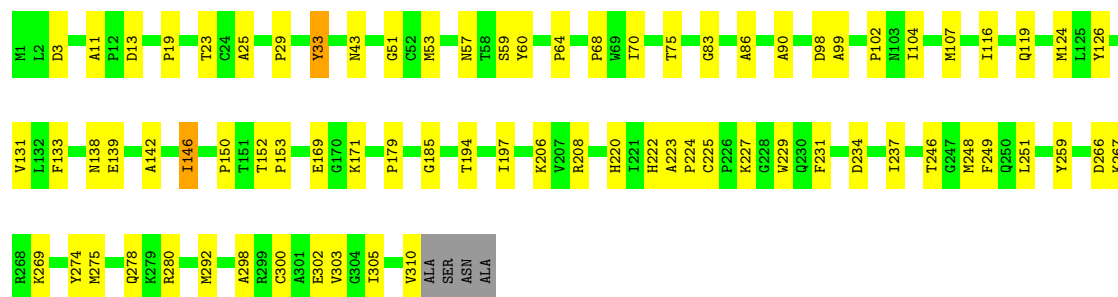 M1 L2 D3 A11 P12 D13 P19 T23 C24 A25 P29 Y33 N43 G51 C52 M53 N57 T58 S59 Y60 P64 P68 W69 I70 T75 G83 A86 A90 D98 A99 P102 N103 I104 M107 I116 Q119 M124 L125 Y126
V131 L132 F133 N138 E139 A142 I146 P150 T151 T152 P153 E169 G170 K171 P179 G185 T194 I197 K206 V207 R208 H220 I221 H222 A223 P224 C225 P226 K227 G228 W229 Q230 F231 D234 I237 T246 G247 M248 F249 Q250 L251 Y259 D266 K267
R268 K269 Y274 M275 Q278 K279 R280 M292 A298 R299 C300 A301 E302 V303 G304 I305 V310 ALA SER ASN ALA